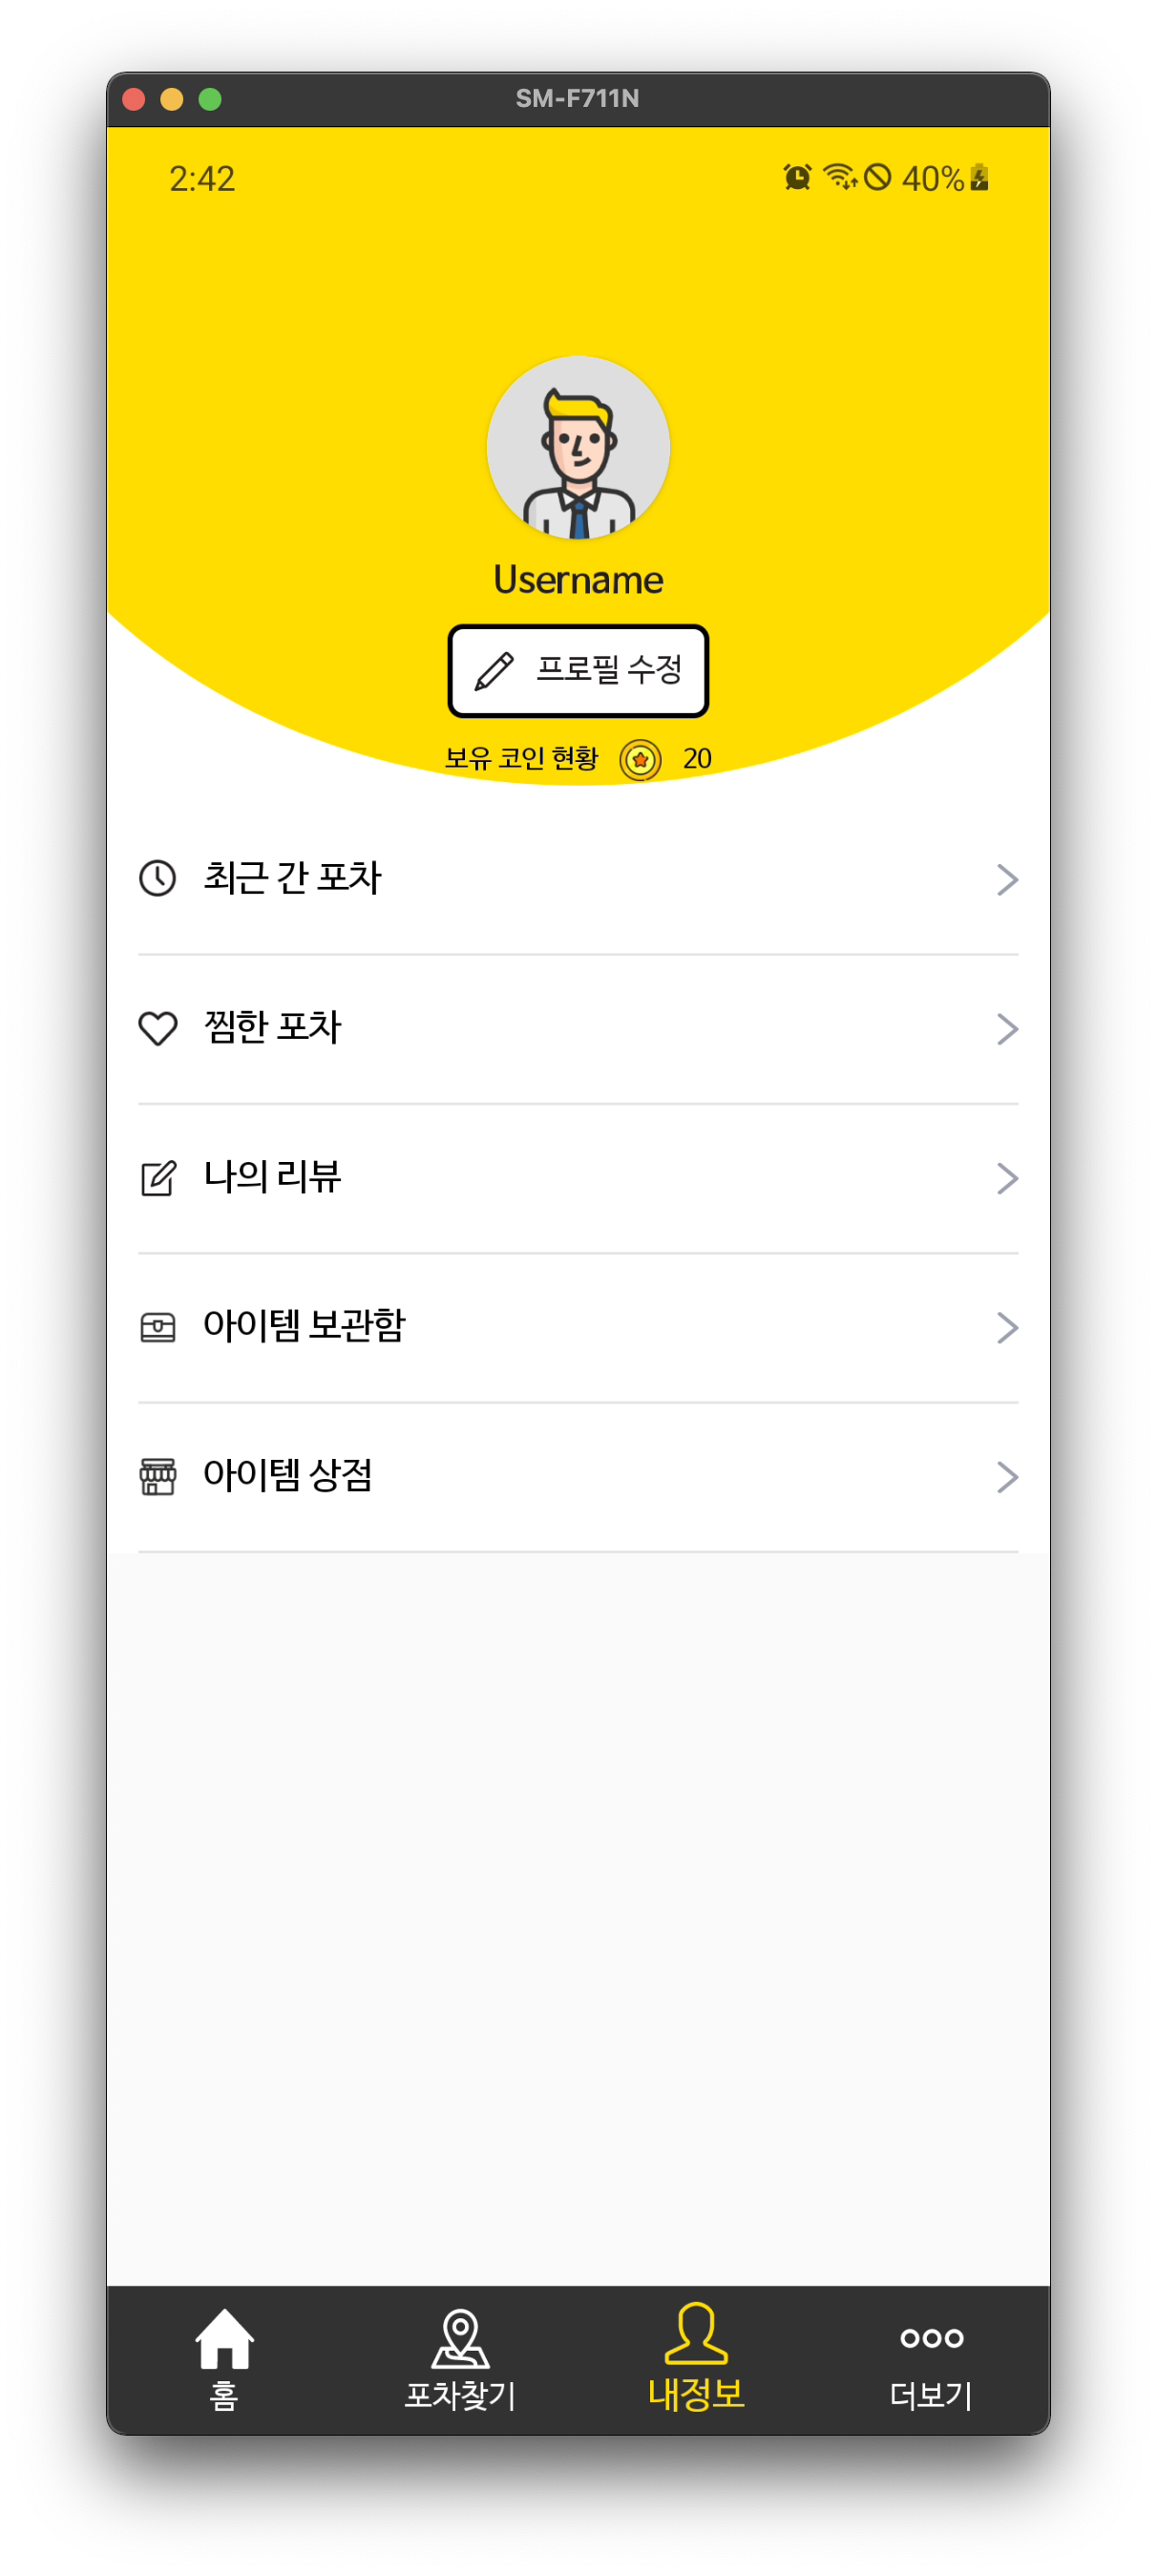 SM-F711N
2:42 40%
Username
프로필 수정
보유 코인 현황 20
최근 간 포차
찜한 포차
나의 리뷰
아이템 보관함
아이템 상점
홈 포차찾기 내정보 더보기